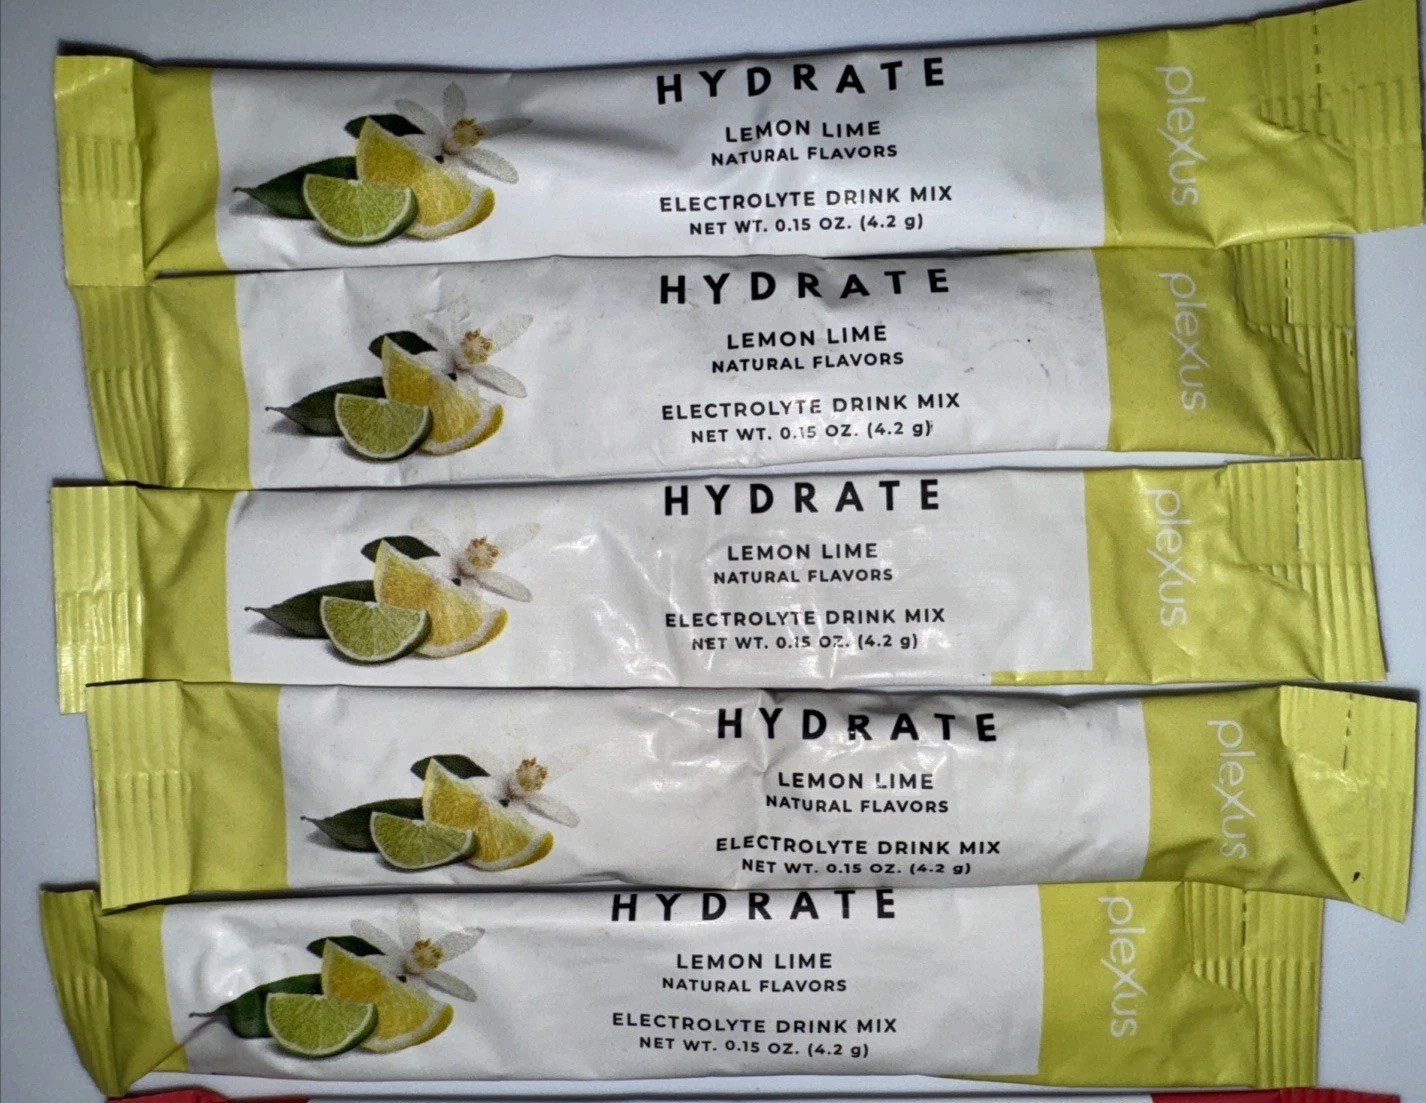 HYDRATE
LEMON LIME
NATURAL FLAVORS
ELECTROLYTE DRINK MIX
NET WT. 0.15 OZ. (4.2 g)
plexus
HYDRATE
LEMON LIME
NATURAL FLAVORS
ELECTROLYTE DRINK MIX
NET WT. 0.15 OZ. (4.2 g)
plexus
HYDRATE
LEMON LIME
NATURAL FLAVORS
ELECTROLYTE DRINK MIX
NET WT. 0.15 OZ. (4.2 g)
plexus
HYDRATE
LEMON LIME
NATURAL FLAVORS
ELECTROLYTE DRINK MIX
NET WT. 0.15 OZ. (4.2 g)
plexus
HYDRATE
LEMON LIME
NATURAL FLAVORS
ELECTROLYTE DRINK MIX
NET WT. 0.15 OZ. (4.2 g)
plexus